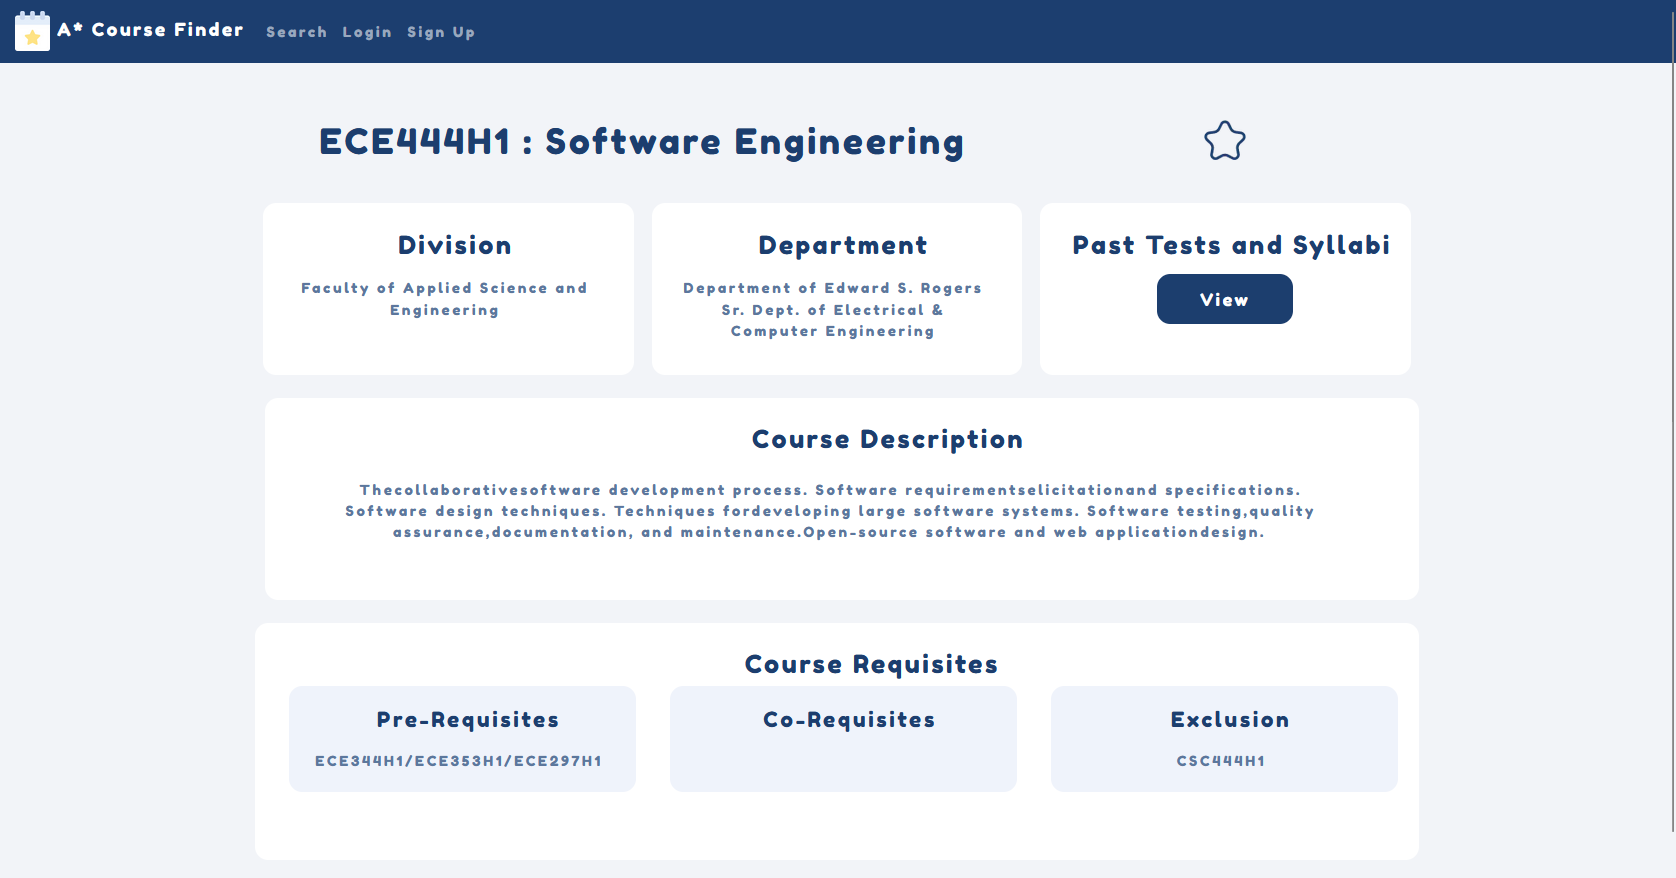 A* Course Finder
Search Login Sign Up
ECE444H1 : Software Engineering
Division
Faculty of Applied Science and
Engineering
Department
Department of Edward S. Rogers
Sr. Dept. of Electrical &
Computer Engineering
Past Tests and Syllabi
View
Course Description
Thecollaborativesoftware development process. Software requirementselicitationand specifications.
Software design techniques. Techniques fordeveloping large software systems. Software testing,quality
assurance,documentation, and maintenance.Open-source software and web applicationdesign.
Course Requisites
Pre-Requisites
ECE344H1/ECE353H1/ECE297H1
Co-Requisites
Exclusion
CSC444H1